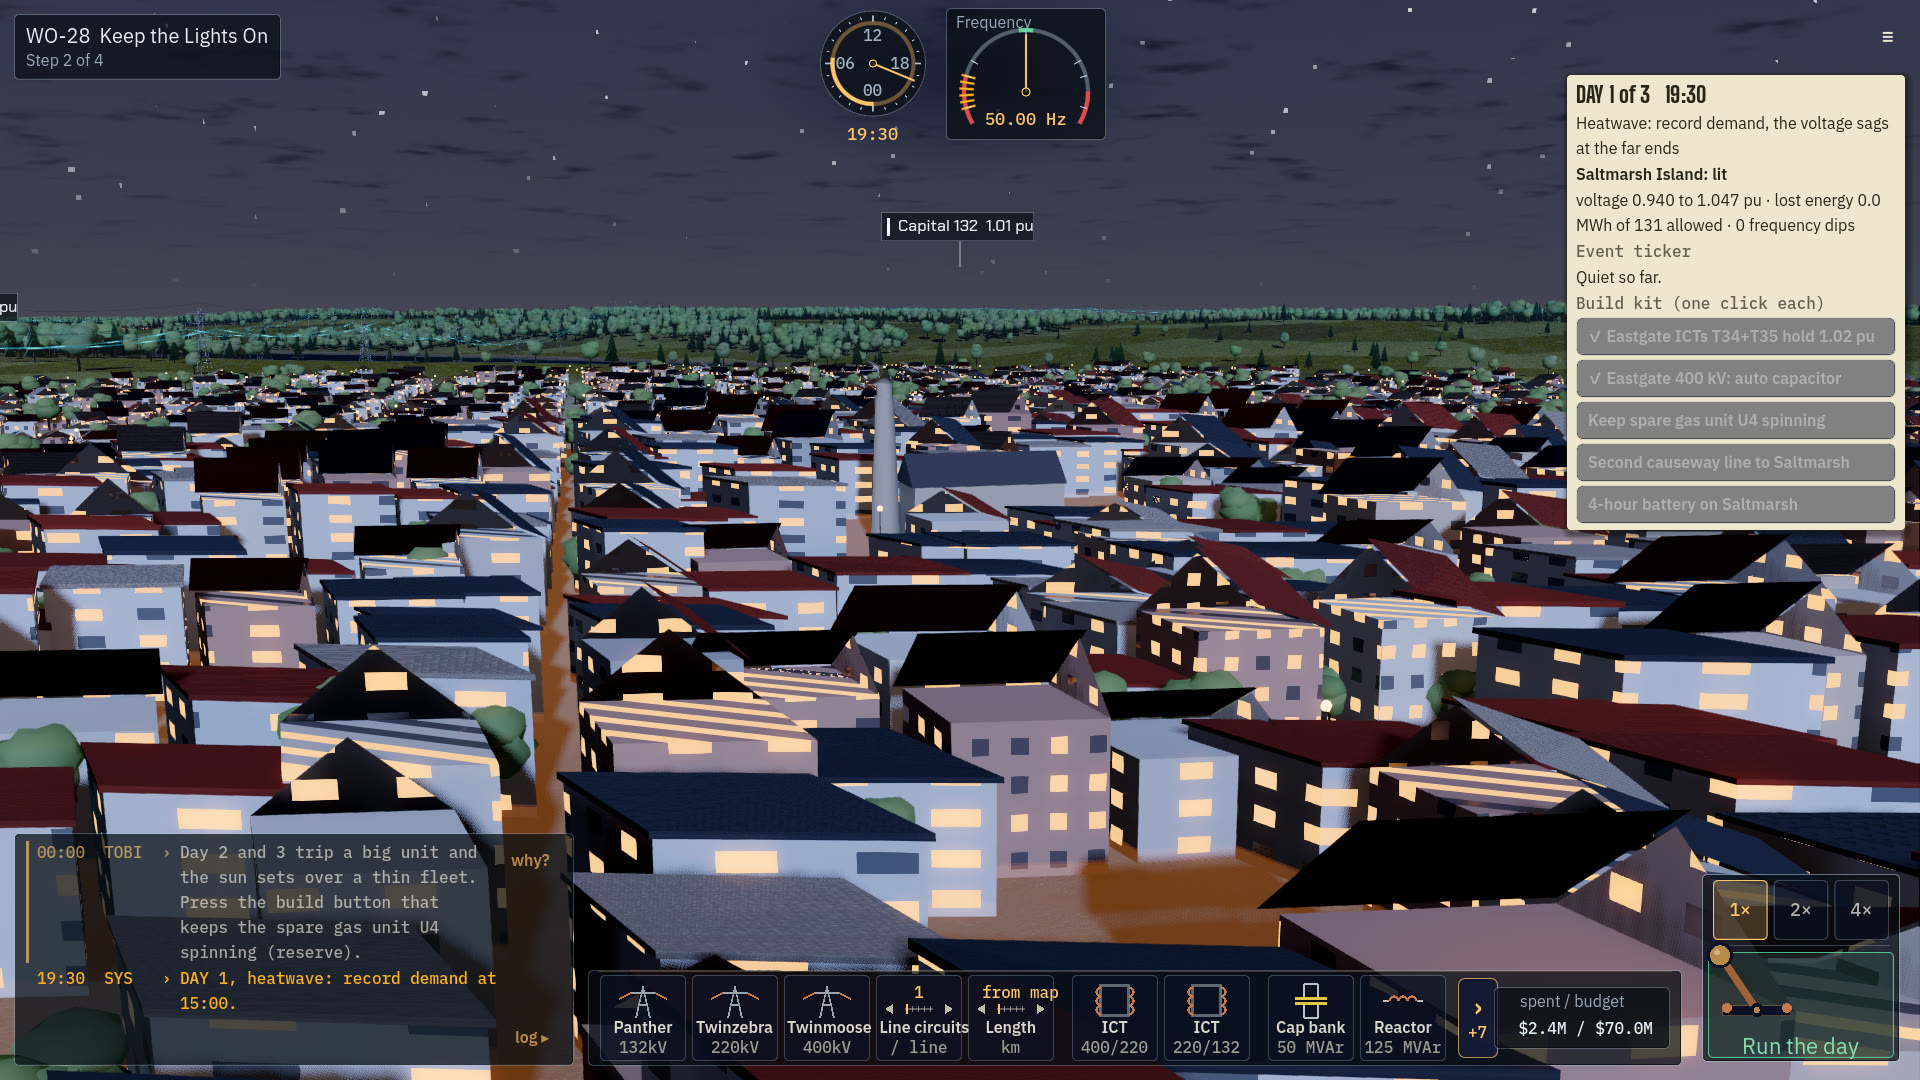 WO-28 Keep the Lights On
Step 2 of 4
12
06
18
00
19:30
Frequency
50.00 Hz
☰
DAY 1 of 3 19:30
Heatwave: record demand, the voltage sags
at the far ends
Saltmarsh Island: lit
voltage 0.940 to 1.047 pu · lost energy 0.0
MWh of 131 allowed · 0 frequency dips
Event ticker
Quiet so far.
Build kit (one click each)
✓ Eastgate ICTs T34+T35 hold 1.02 pu
✓ Eastgate 400 kV: auto capacitor
Keep spare gas unit U4 spinning
Second causeway line to Saltmarsh
4-hour battery on Saltmarsh
Capital 132 1.01 pu
pu
00:00 TOBI › Day 2 and 3 trip a big unit and
the sun sets over a thin fleet.
Press the build button that
keeps the spare gas unit U4
spinning (reserve).
why?
19:30 SYS › DAY 1, heatwave: record demand at
15:00.
log ▸
Panther
132kV
Twinzebra
220kV
Twinmoose
400kV
1
Line circuits
/ line
from map
Length
km
ICT
400/220
ICT
220/132
Cap bank
50 MVAr
Reactor
125 MVAr
›
+7
spent / budget
$2.4M / $70.0M
1×
2×
4×
Run the day